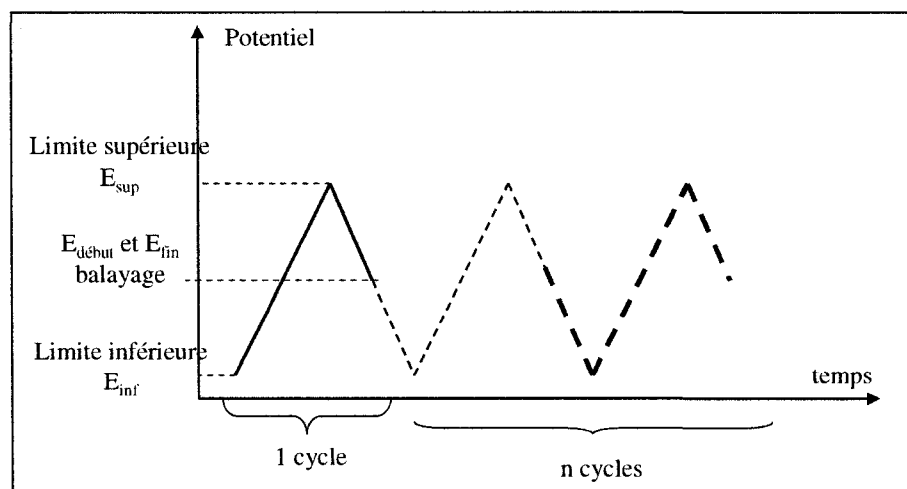 Potentiel
Limite supérieure
E_sup
E_début et E_fin
balayage
Limite inférieure
E_inf
temps
1 cycle
n cycles